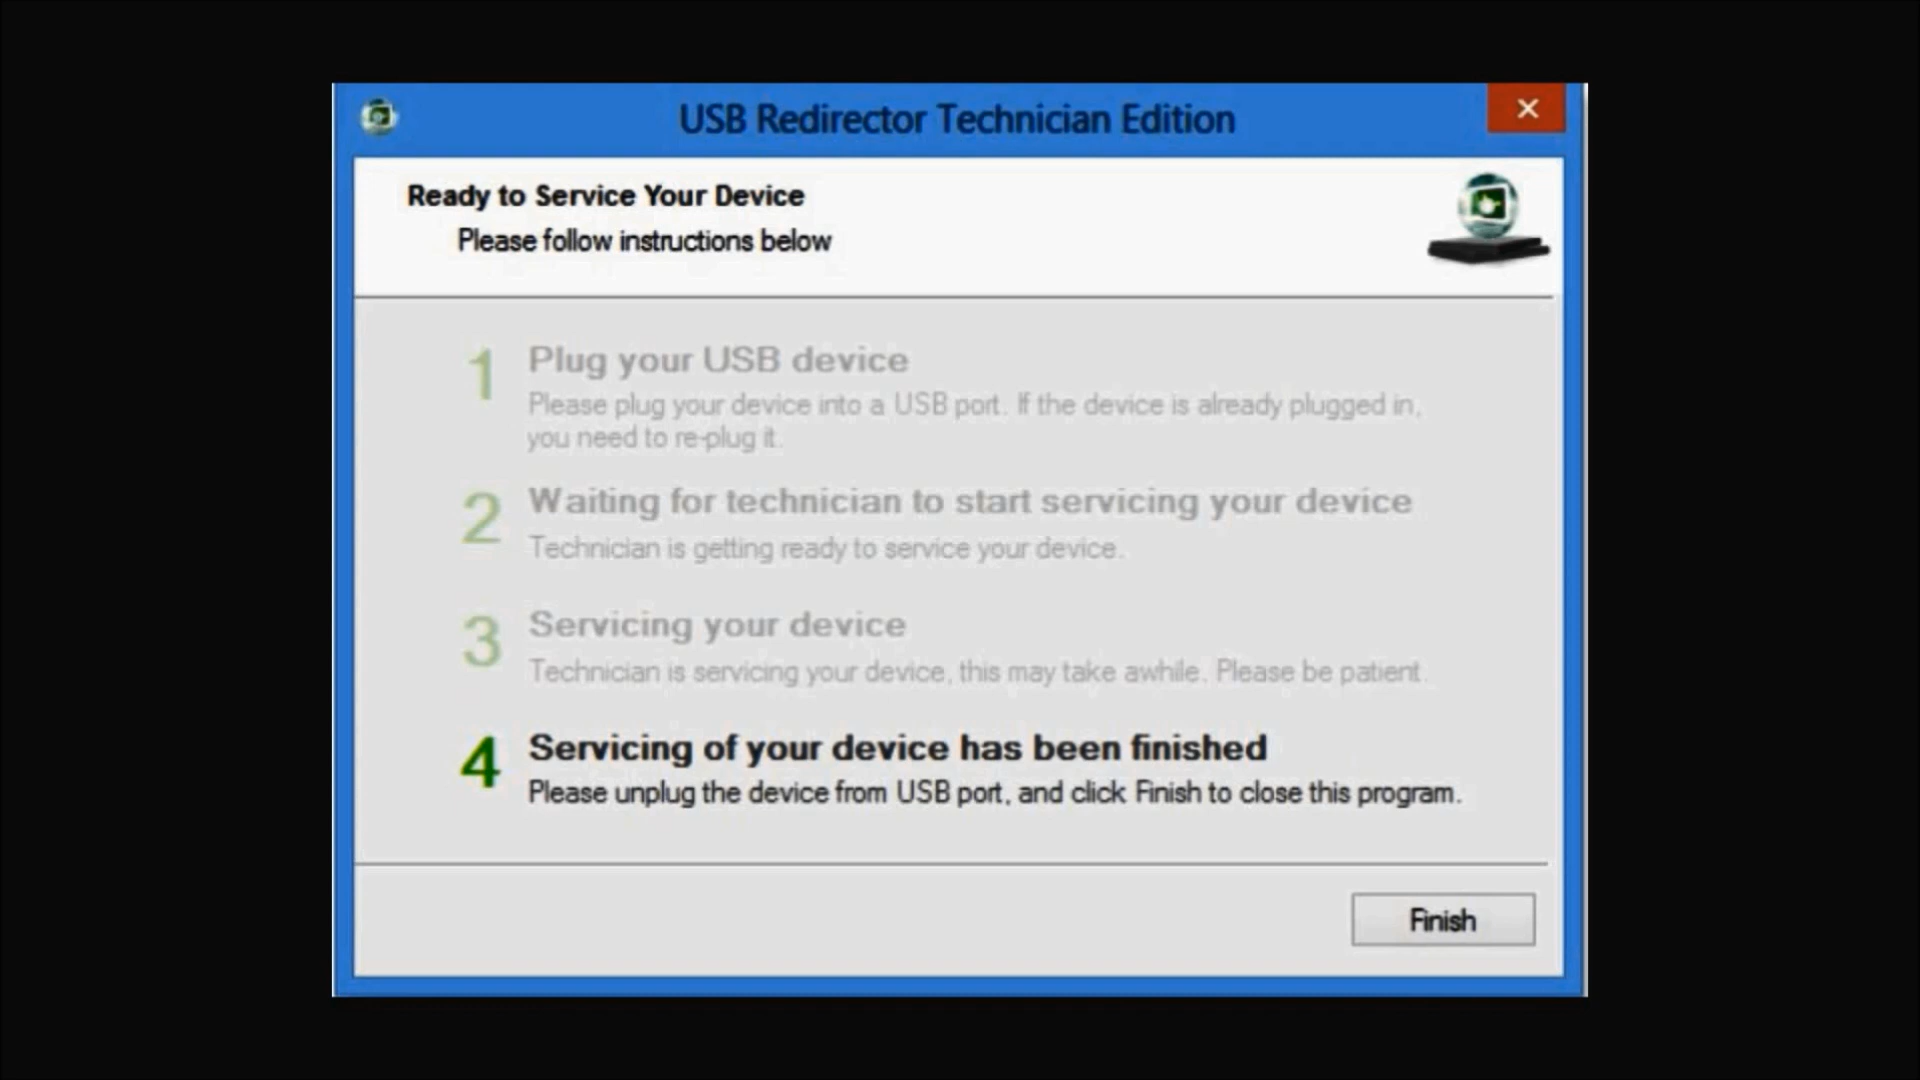 USB Redirector Technician Edition
Ready to Service Your Device
Please follow instructions below
1 Plug your USB device
Please plug your device into a USB port. If the device is already plugged in,
you need to re-plug it.
2 Waiting for technician to start servicing your device
Technician is getting ready to service your device.
3 Servicing your device
Technician is servicing your device, this may take awhile. Please be patient.
4 Servicing of your device has been finished
Please unplug the device from USB port, and click Finish to close this program.
Finish